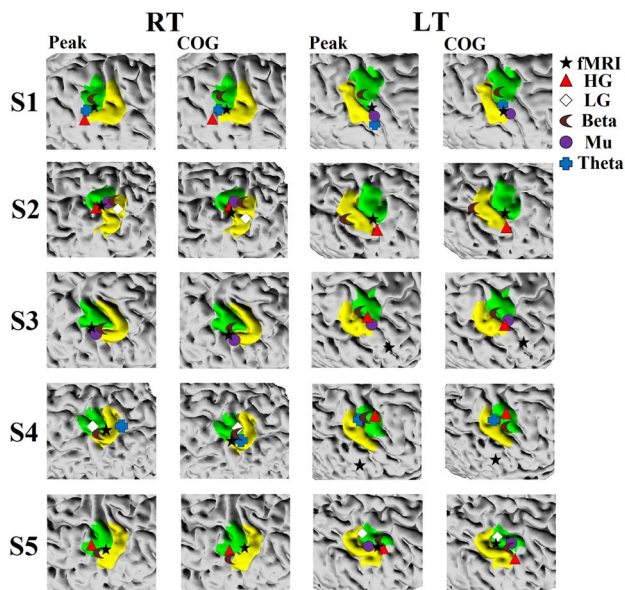 RT LT
Peak COG Peak COG
fMRI
HG
LG
Beta
Mu
Theta
S1
S2
S3
S4
S5